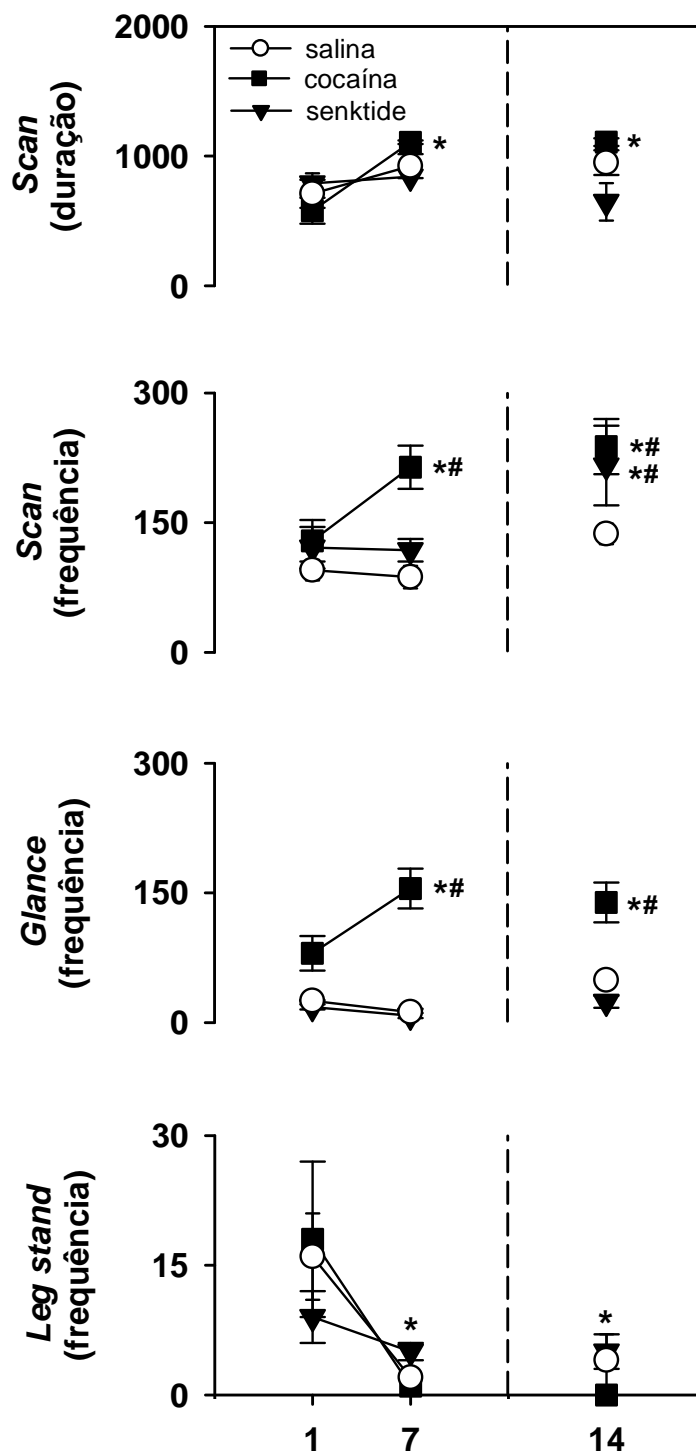 Scan
(duração)
2000
1000
0
salina
cocaína
senktide
*
*
Scan
(frequência)
300
150
0
*#
*#
*#
Glance
(frequência)
300
150
0
*#
*#
Leg stand
(frequência)
30
15
0
*
*
1 7 14